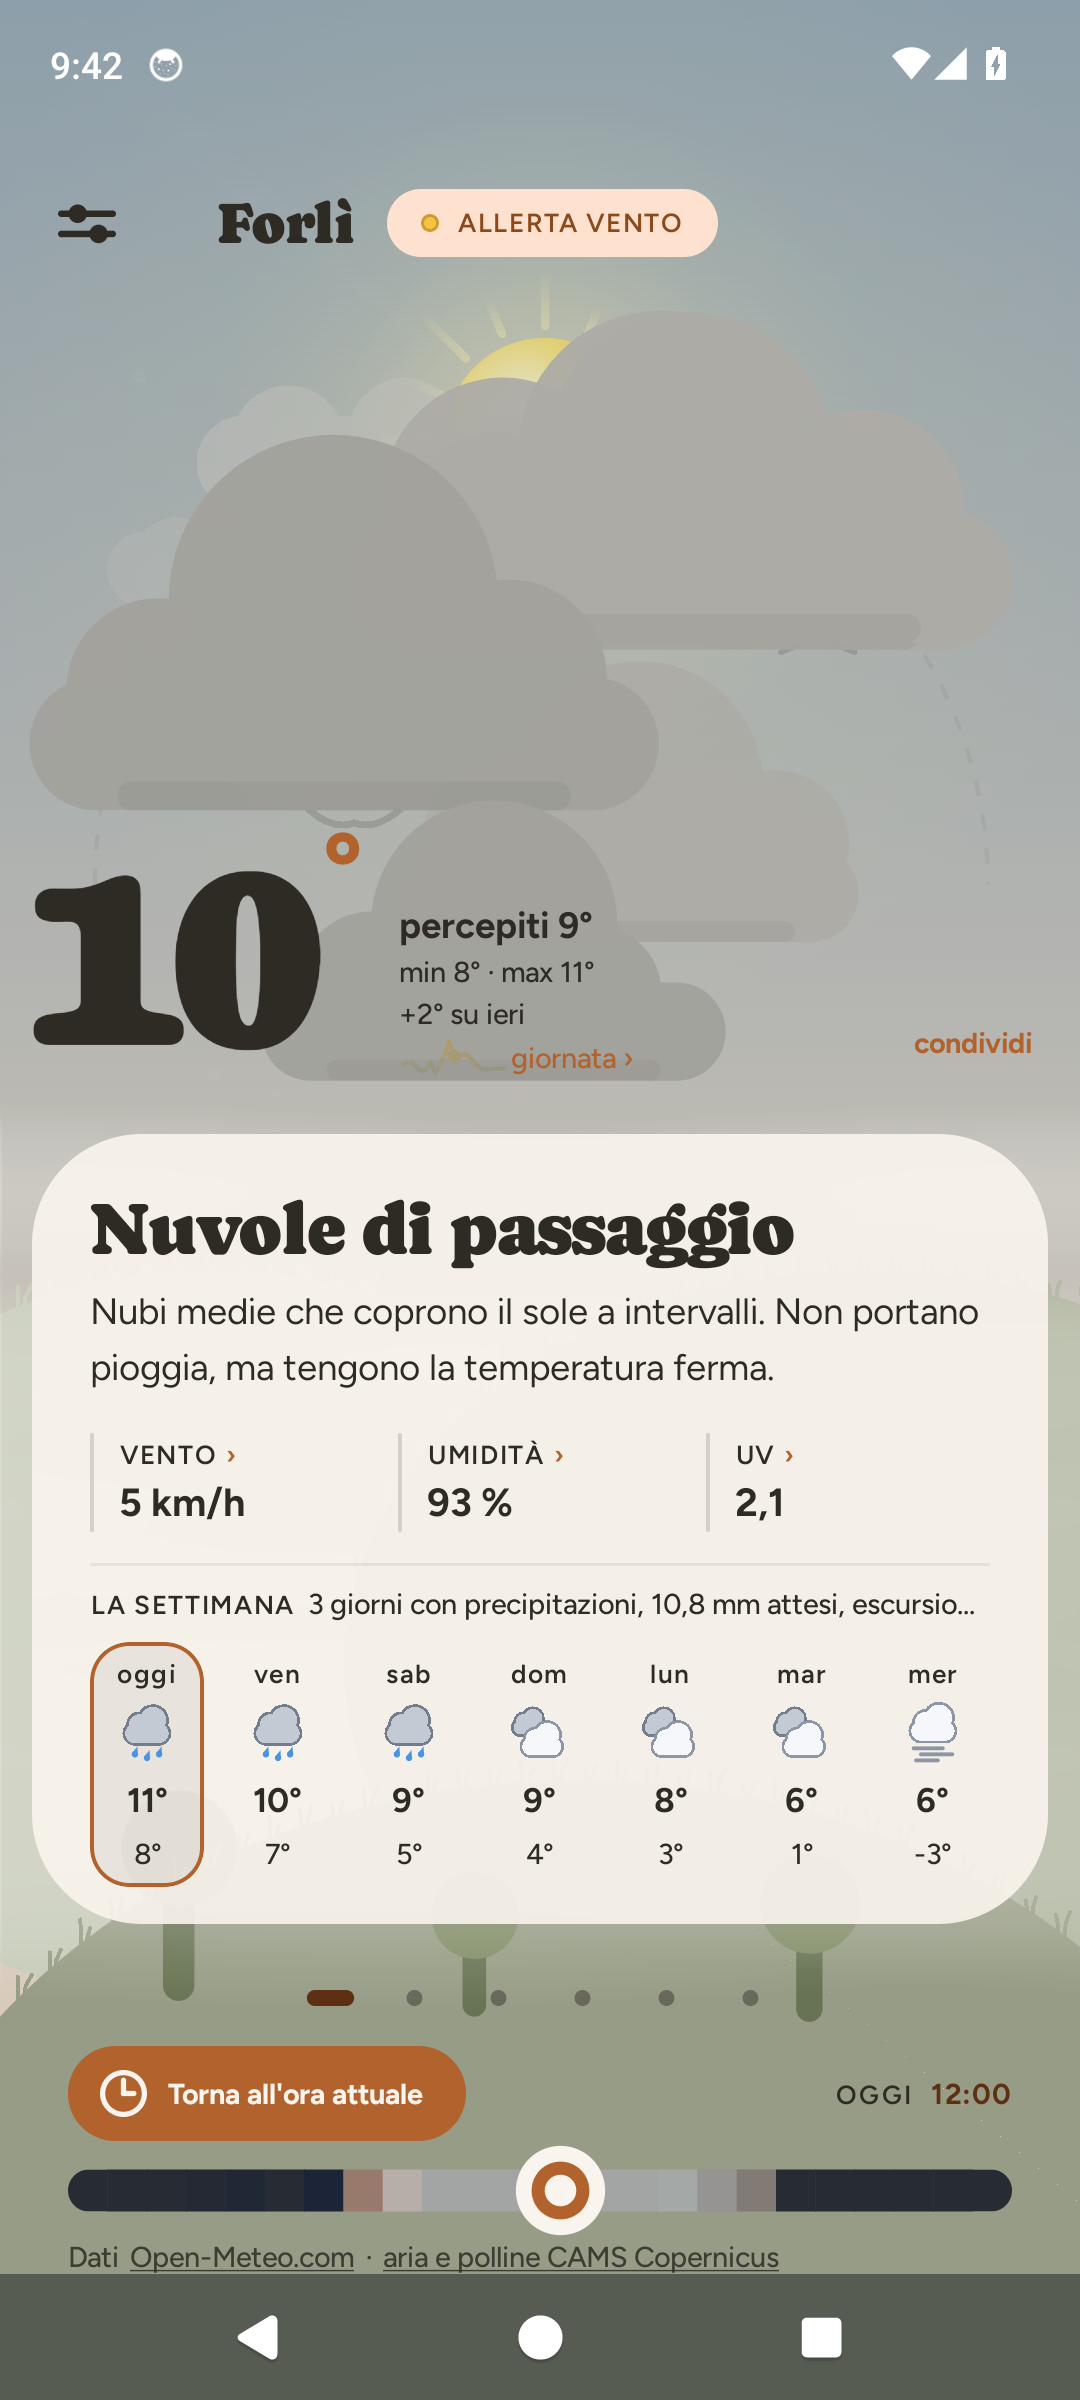 9:42
Forlì
ALLERTA VENTO
10°
percepiti 9°
min 8° · max 11°
+2° su ieri
giornata ›
condividi
Nuvole di passaggio
Nubi medie che coprono il sole a intervalli. Non portano
pioggia, ma tengono la temperatura ferma.
VENTO › UMIDITÀ › UV ›
5 km/h 93 % 2,1
LA SETTIMANA 3 giorni con precipitazioni, 10,8 mm attesi, escursio...
oggi ven sab dom lun mar mer
11° 10° 9° 9° 8° 6° 6°
8° 7° 5° 4° 3° 1° -3°
Torna all'ora attuale
OGGI 12:00
Dati Open-Meteo.com · aria e polline CAMS Copernicus